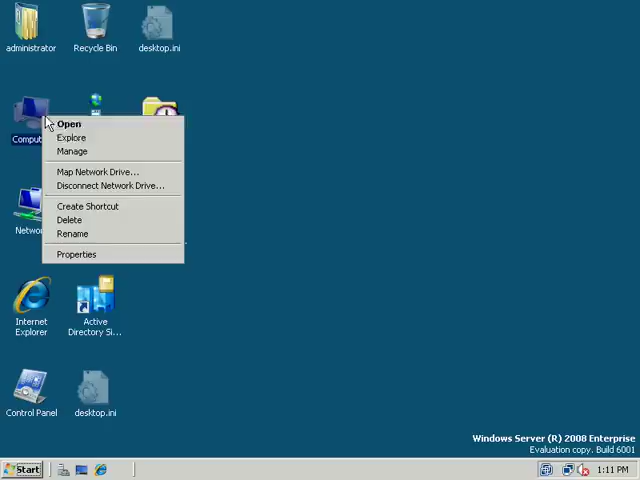 administrator
Recycle Bin
desktop.ini
Open
Explore
Manage
Map Network Drive...
Disconnect Network Drive...
Create Shortcut
Delete
Rename
Properties
Internet
Explorer
Active
Directory Si...
Control Panel
desktop.ini
Windows Server (R) 2008 Enterprise
Evaluation copy. Build 6001
Start
1:11 PM